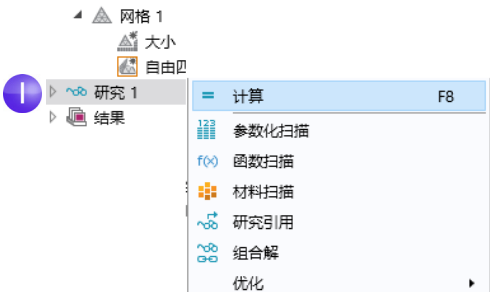 网格 1
大小
自由四
1 研究 1
计算 F8
结果
123 参数化扫描
f(x) 函数扫描
材料扫描
研究引用
组合解
优化